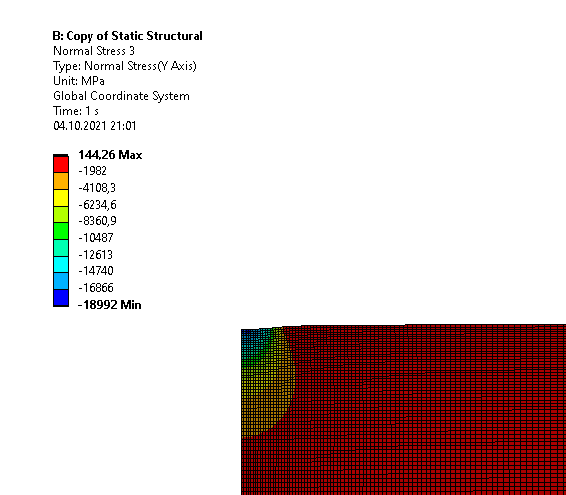 B: Copy of Static Structural
Normal Stress 3
Type: Normal Stress(Y Axis)
Unit: MPa
Global Coordinate System
Time: 1 s
04.10.2021 21:01
144,26 Max
-1982
-4108,3
-6234,6
-8360,9
-10487
-12613
-14740
-16866
-18992 Min